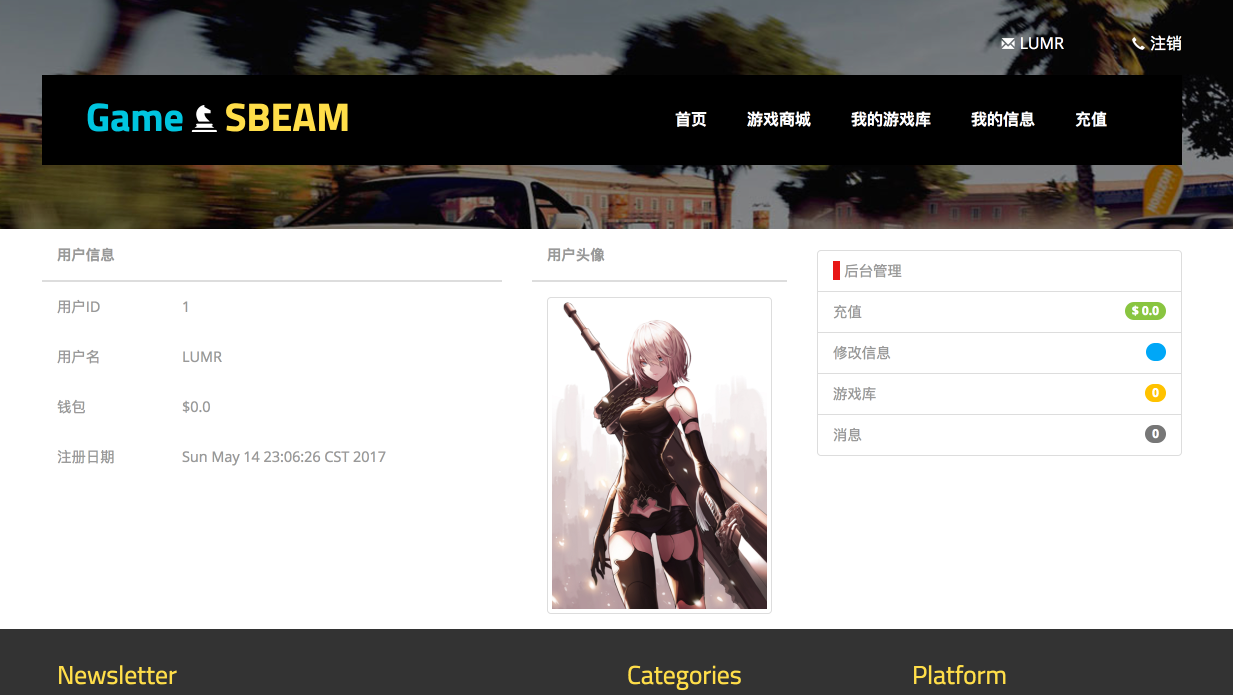 LUMR 注销
Game SBEAM
首页 游戏商城 我的游戏库 我的信息 充值
HORIZON
用户信息
用户ID 1
用户名 LUMR
钱包 $0.0
注册日期 Sun May 14 23:06:26 CST 2017
用户头像
后台管理
充值 $ 0.0
修改信息
游戏库 0
消息 0
Newsletter Categories Platform